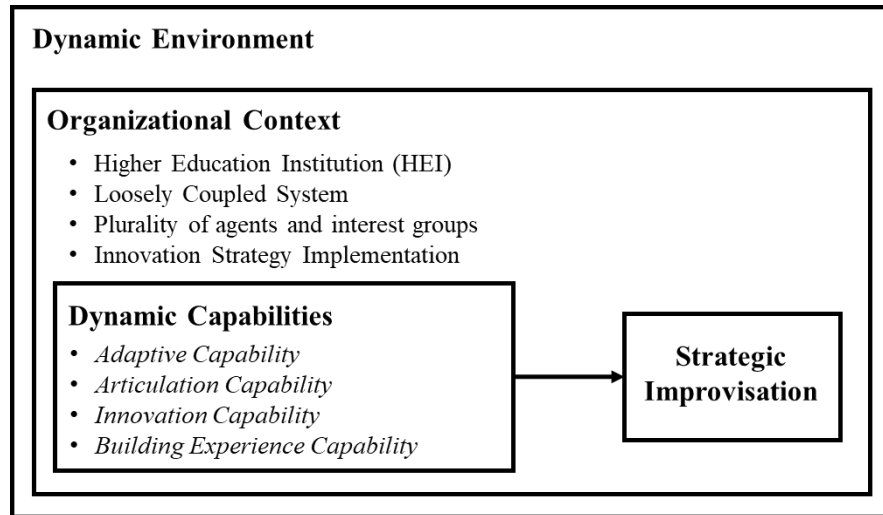 Dynamic Environment
Organizational Context
• Higher Education Institution (HEI)
• Loosely Coupled System
• Plurality of agents and interest groups
• Innovation Strategy Implementation
Dynamic Capabilities
• Adaptive Capability
• Articulation Capability
• Innovation Capability
• Building Experience Capability
Strategic
Improvisation